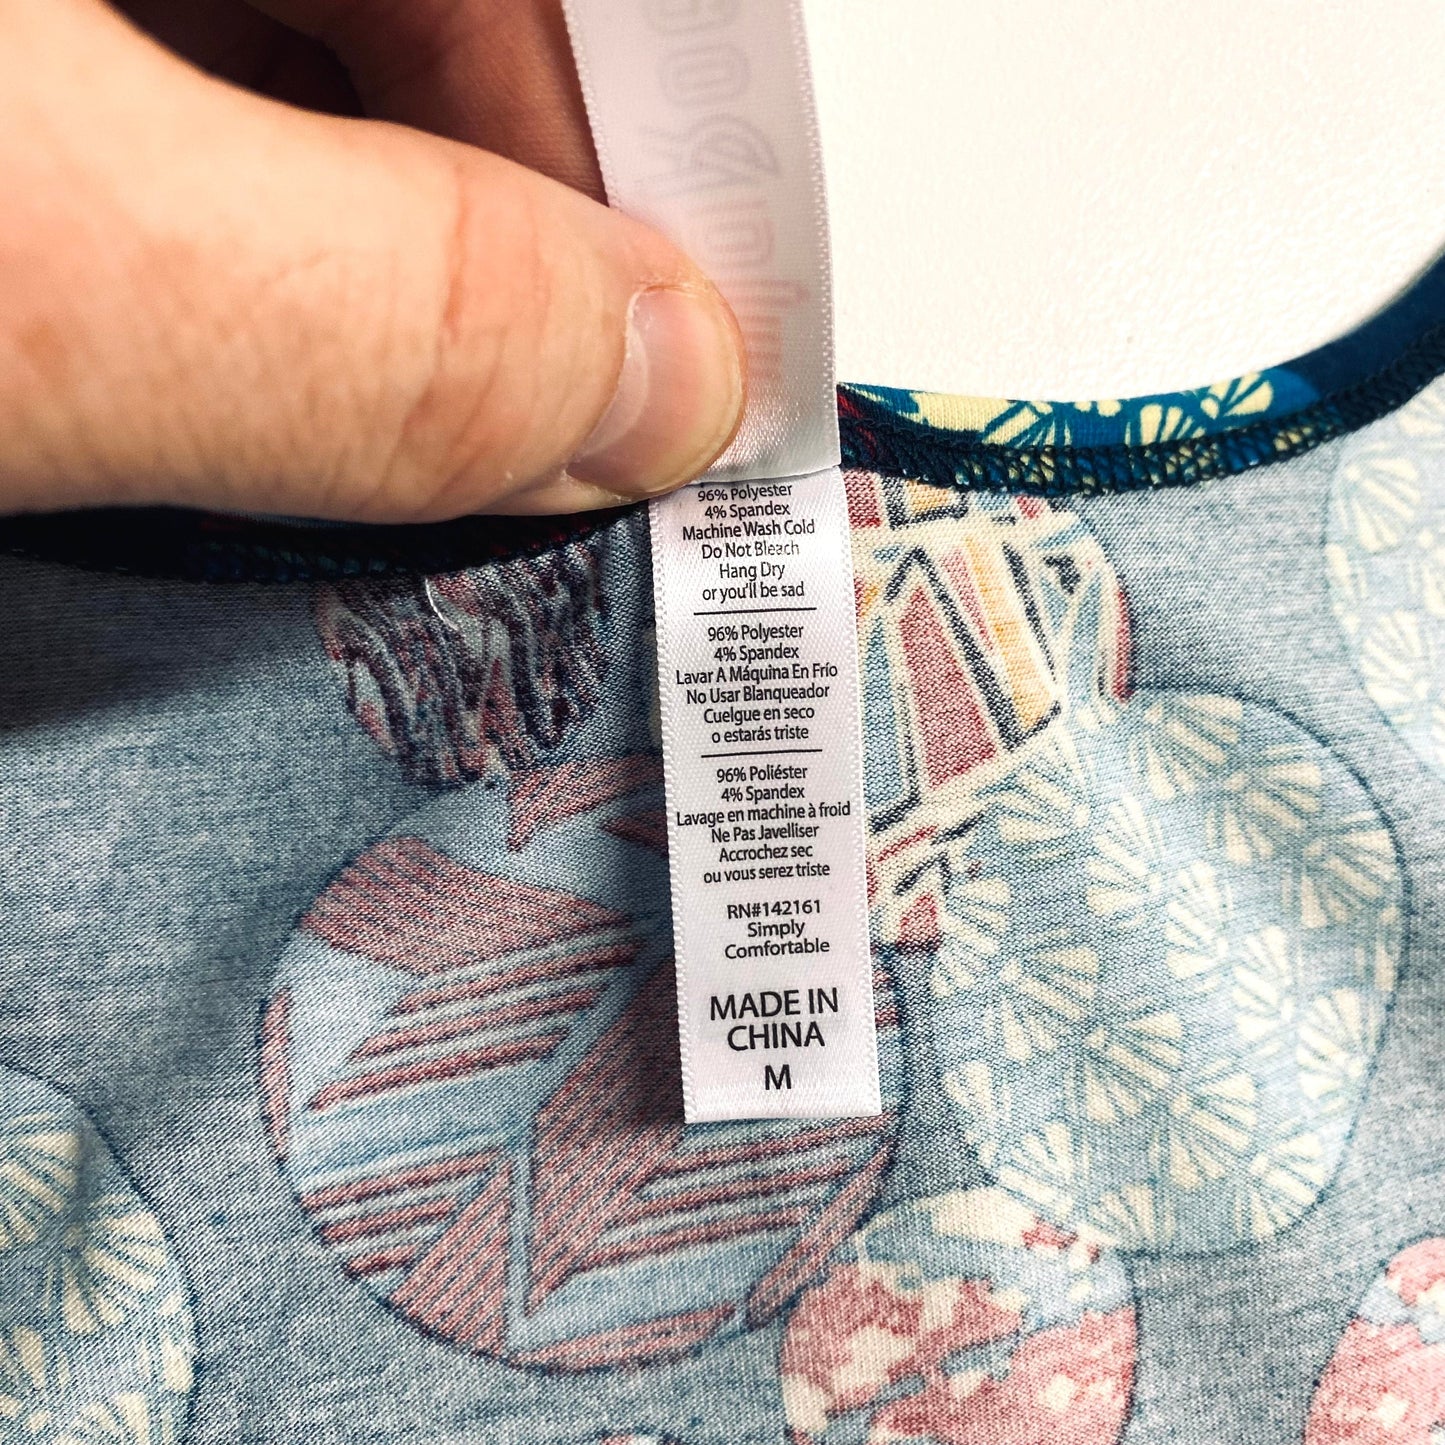 96% Polyester
4% Spandex
Machine Wash Cold
Do Not Bleach
Hang Dry
or you'll be sad
96% Polyester
4% Spandex
Lavar A Máquina En Frío
No Usar Blanqueador
Cuelgue en seco
o estarás triste
96% Poliéster
4% Spandex
Lavage en machine à froid
Ne Pas Javelliser
Accrochez sec
ou vous serez triste
RN#142161
Simply
Comfortable
MADE IN
CHINA
M